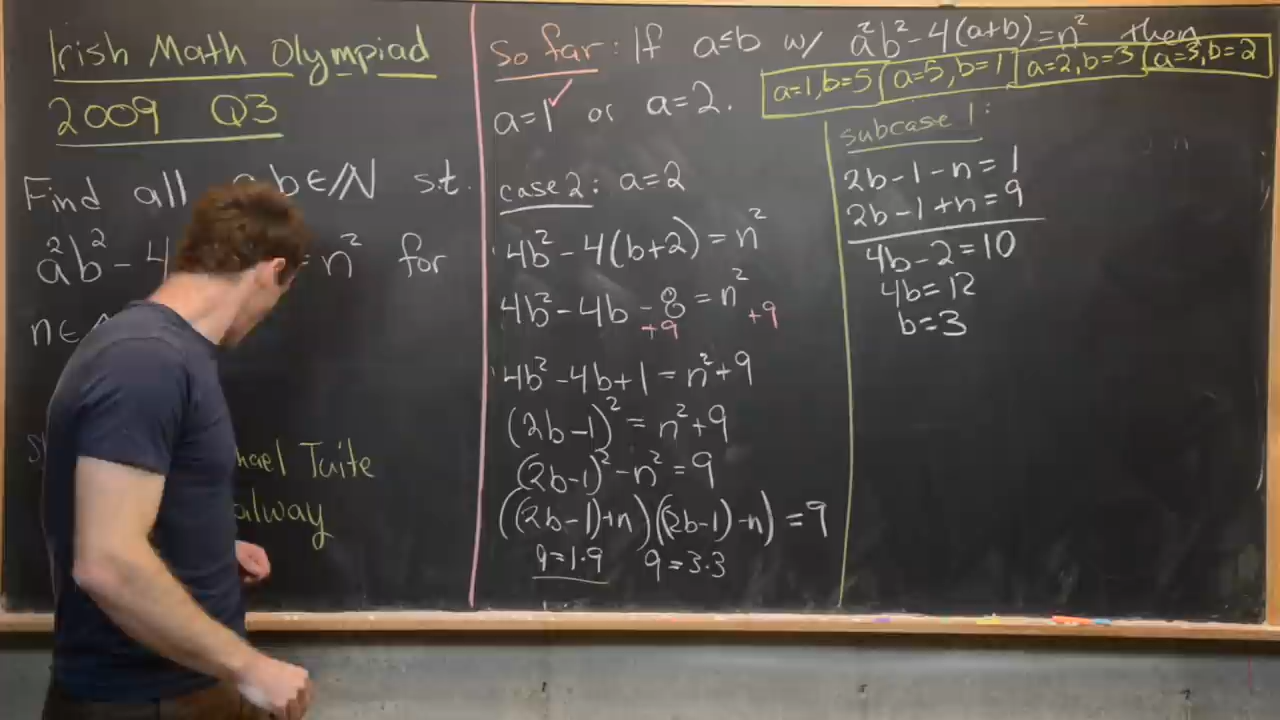 Irish Math Olympiad
2009 Q3
Find all b∈ℕ s.t.
a²b² - 4 = n² for
n∈
hael Tuite
alway
So far: If a≤b w/ a²b²-4(a+b)=n² then
a=1 ✓ or a=2.
a=1, b=5 a=5, b=1 a=2, b=3 a=3, b=2
case 2: a=2
4b²-4(b+2)=n²
4b²-4b-8=n²
+9 +9
4b²-4b+1=n²+9
(2b-1)²=n²+9
(2b-1)²-n²=9
((2b-1)+n)((2b-1)-n)=9
9=1·9 9=3·3
subcase 1:
2b-1-n=1
2b-1+n=9
4b-2=10
4b=12
b=3